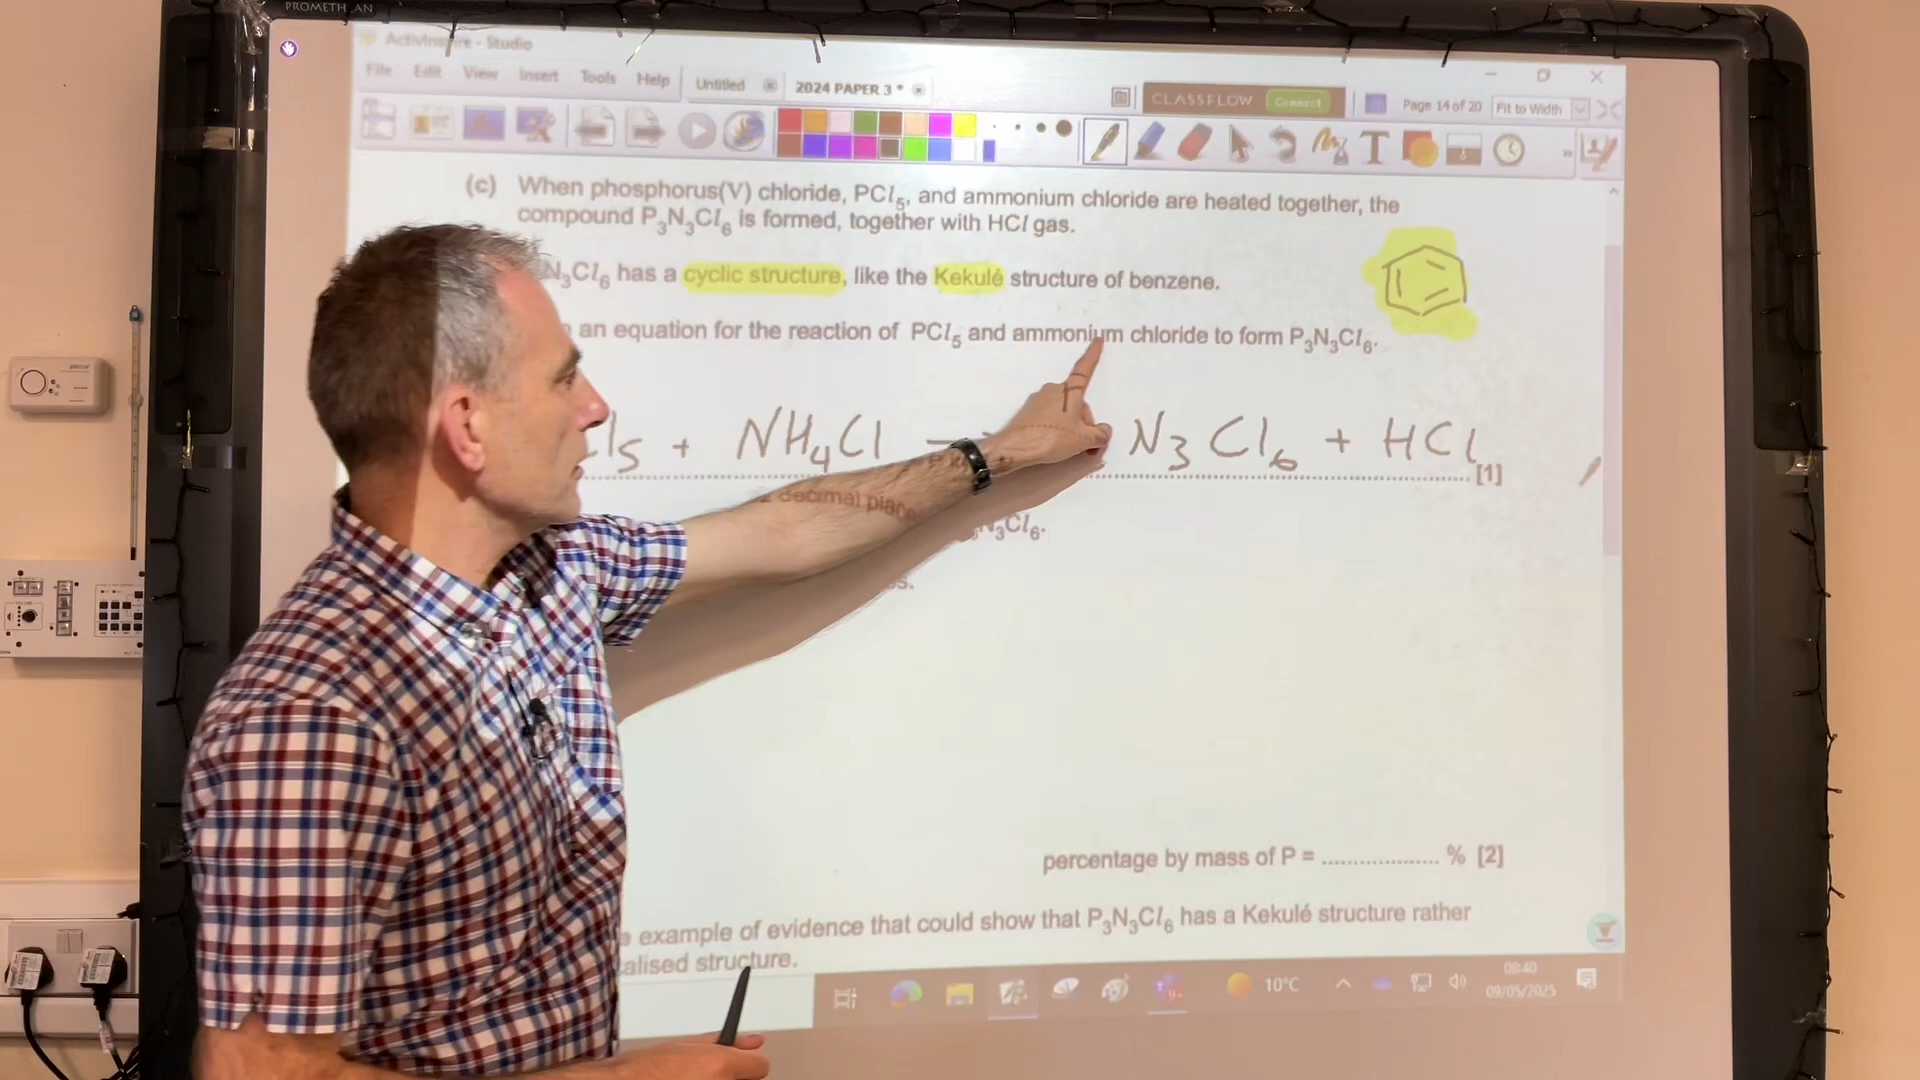 PROMETHEAN
ActivInspire - Studio
File Edit View Insert Tools Help Untitled 2024 PAPER 3 *
CLASSFLOW Connect Page 14 of 20 Fit to Width
(c) When phosphorus(V) chloride, PCl5, and ammonium chloride are heated together, the
compound P3N3Cl6 is formed, together with HCl gas.
N3Cl6 has a cyclic structure, like the Kekulé structure of benzene.
an equation for the reaction of PCl5 and ammonium chloride to form P3N3Cl6.
Cl5 + NH4Cl N3Cl6 + HCl
[1]
decimal place
N3Cl6.
percentage by mass of P = .................. % [2]
example of evidence that could show that P3N3Cl6 has a Kekulé structure rather
alised structure.
10°C
08:40
09/05/2025